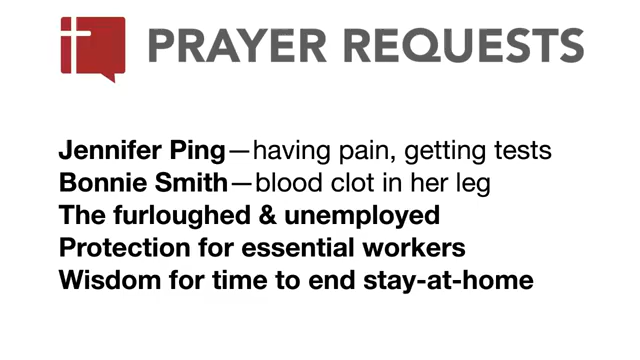 PRAYER REQUESTS
Jennifer Ping—having pain, getting tests
Bonnie Smith—blood clot in her leg
The furloughed & unemployed
Protection for essential workers
Wisdom for time to end stay-at-home